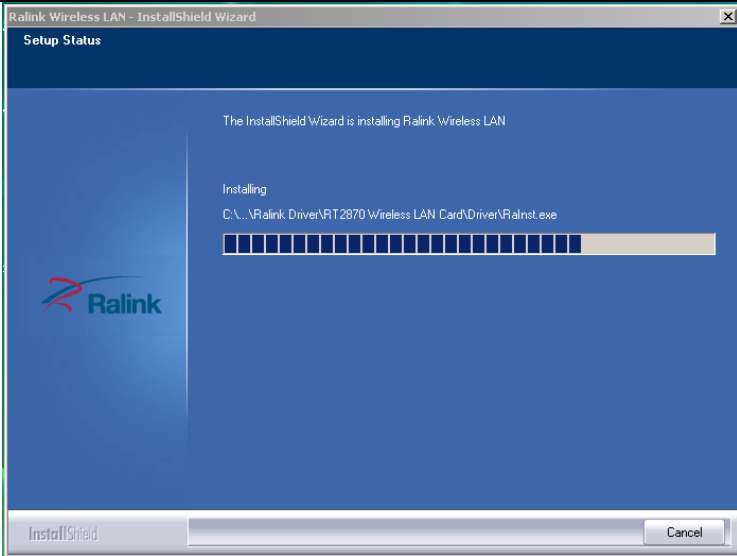 Ralink Wireless LAN - InstallShield Wizard
Setup Status
The InstallShield Wizard is installing Ralink Wireless LAN
Installing
C:\...\Ralink Driver\RT2870 Wireless LAN Card\Driver\RaInst.exe
Ralink
InstallShield
Cancel